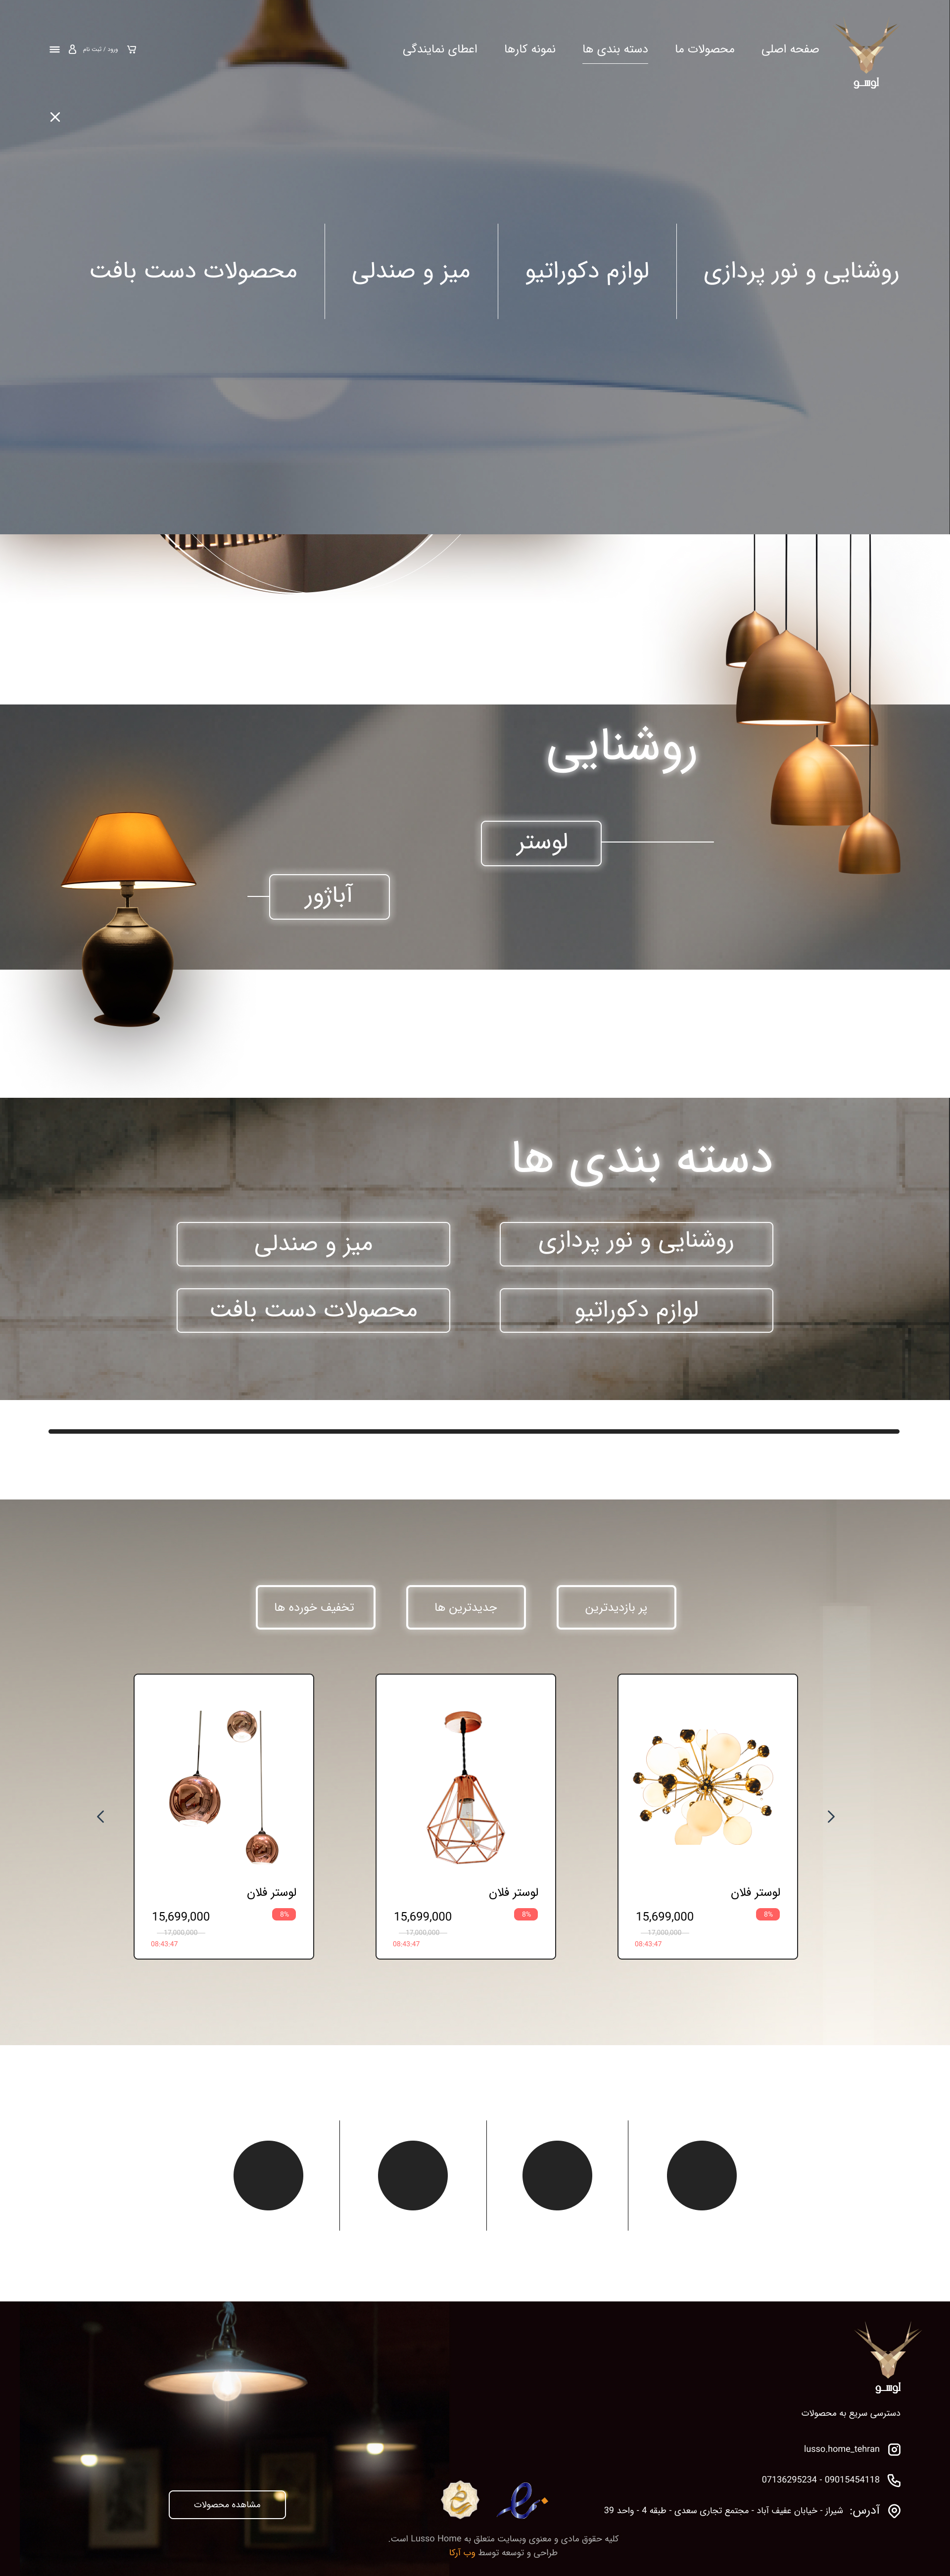 لوسو
صفحه اصلی
محصولات ما
دسته بندی ها
نمونه کارها
اعطای نمایندگی
ورود / ثبت نام
روشنایی و نور پردازی
لوازم دکوراتیو
میز و صندلی
محصولات دست بافت
روشنایی
لوستر
آباژور
دسته بندی ها
روشنایی و نور پردازی
میز و صندلی
لوازم دکوراتیو
محصولات دست بافت
پر بازدیدترین
جدیدترین ها
تخفیف خورده ها
لوستر فلان
8%
15,699,000
17,000,000
08:43:47
لوستر فلان
8%
15,699,000
17,000,000
08:43:47
لوستر فلان
8%
15,699,000
17,000,000
08:43:47
لوسو
دسترسی سریع به محصولات
lusso.home_tehran
07136295234 - 09015454118
آدرس: شیراز - خیابان عفیف آباد - مجتمع تجاری سعدی - طبقه 4 - واحد 39
مشاهده محصولات
کلیه حقوق مادی و معنوی وبسایت متعلق به Lusso Home است.
طراحی و توسعه توسط وب آرکا